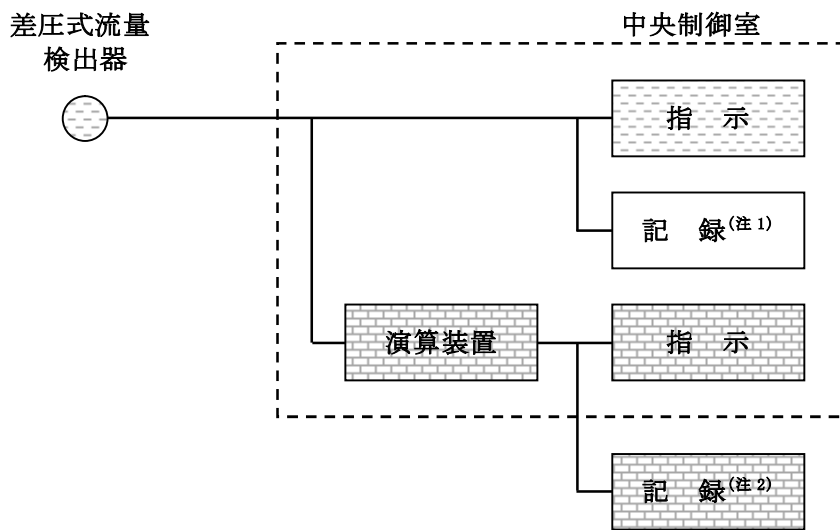 差圧式流量
検出器
中央制御室
指 示
記 録(注1)
演算装置
指 示
記 録(注2)